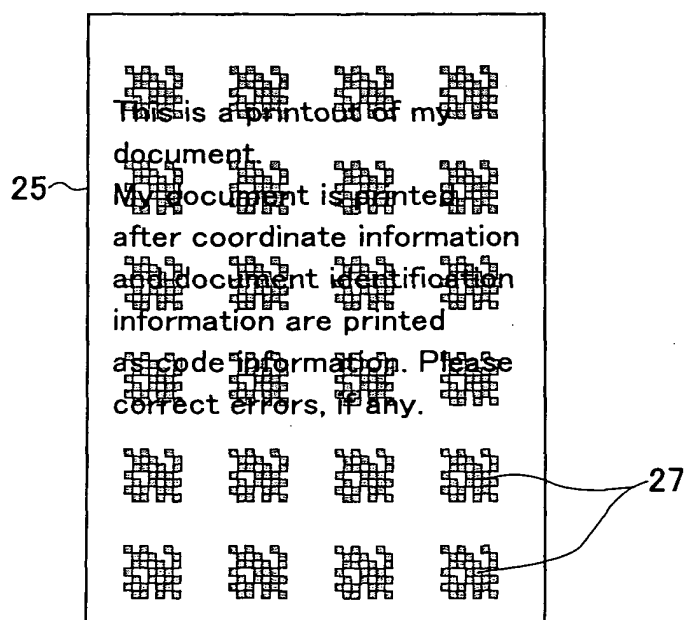 This is a printout of my
document.
25
My document is printed
after coordinate information
and document identification
information are printed
as code information. Please
correct errors, if any.
27